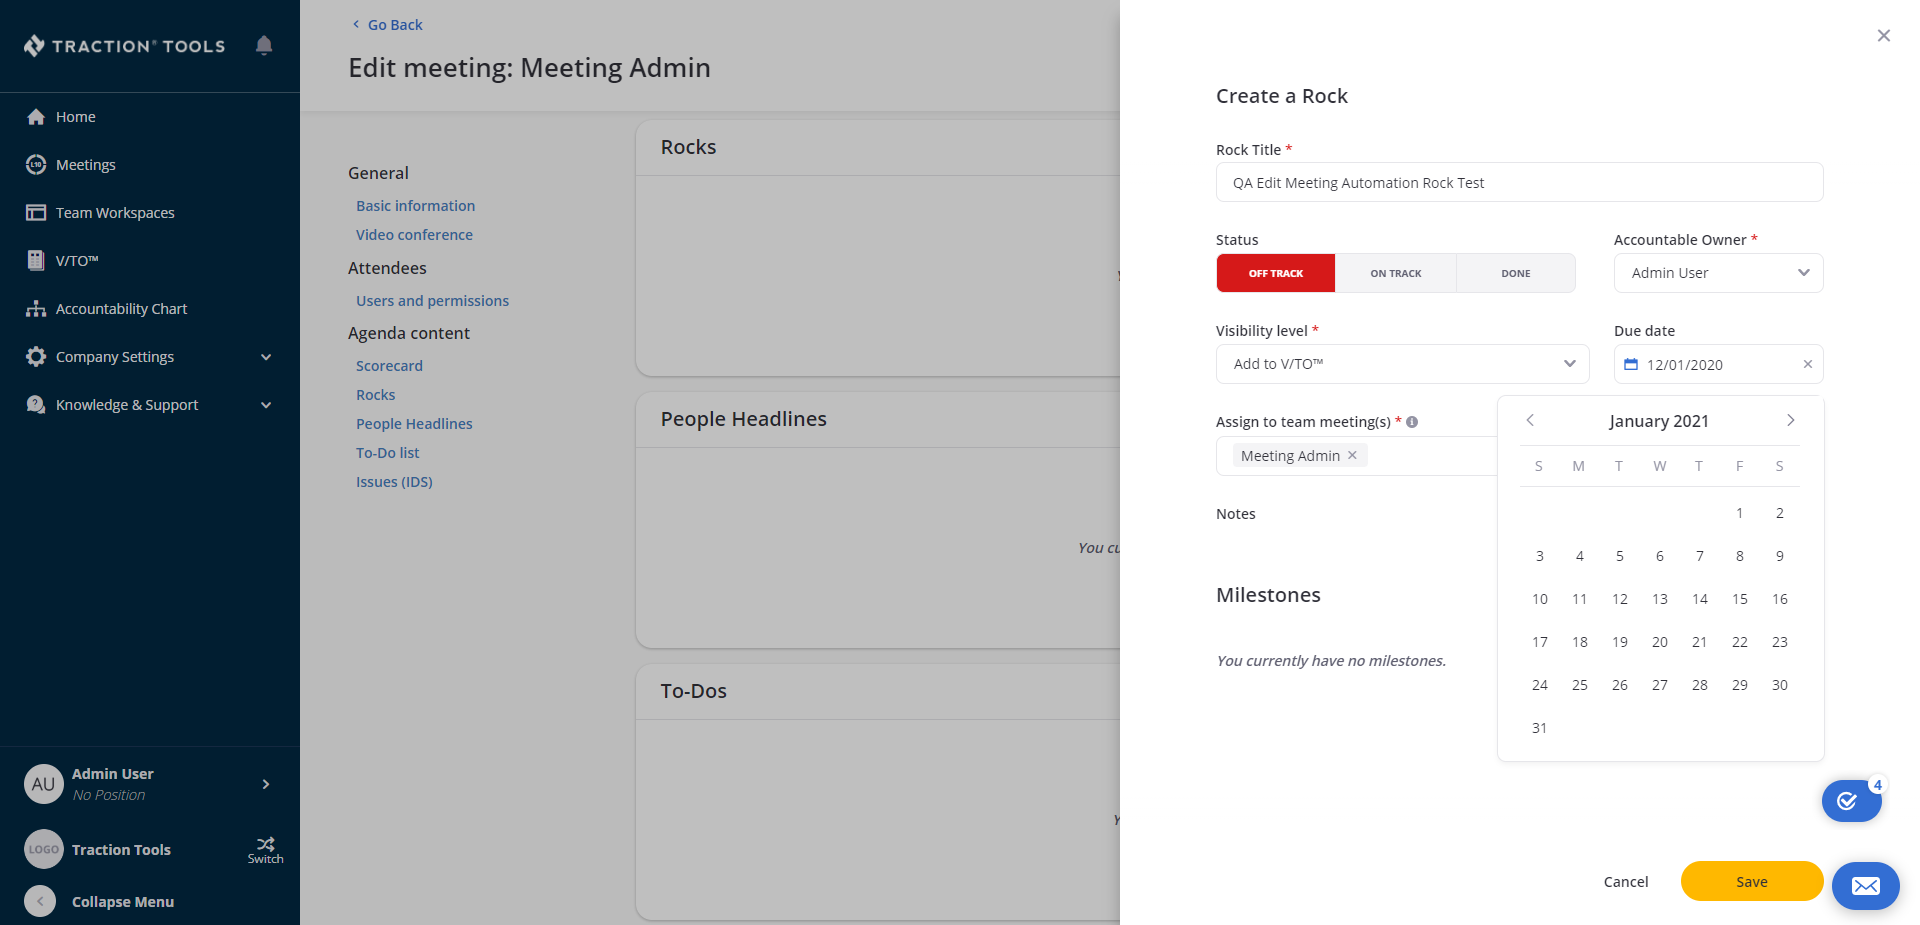 TRACTION® TOOLS
Home
L10
Meetings
Team Workspaces
V/TO™
Accountability Chart
Company Settings
Knowledge & Support
AU
Admin User
No Position
LOGO
Traction Tools
Switch
Collapse Menu
Go Back
Edit meeting: Meeting Admin
General
Basic information
Video conference
Attendees
Users and permissions
Agenda content
Scorecard
Rocks
People Headlines
To-Do list
Issues (IDS)
Rocks
People Headlines
You cu
To-Dos
Create a Rock
Rock Title *
QA Edit Meeting Automation Rock Test
Status
OFF TRACK ON TRACK DONE
Accountable Owner *
Admin User
Visibility level *
Add to V/TO™
Due date
12/01/2020
Assign to team meeting(s) *
Meeting Admin
Notes
Milestones
You currently have no milestones.
January 2021
S M T W T F S
1 2
3 4 5 6 7 8 9
10 11 12 13 14 15 16
17 18 19 20 21 22 23
24 25 26 27 28 29 30
31
4
Cancel
Save